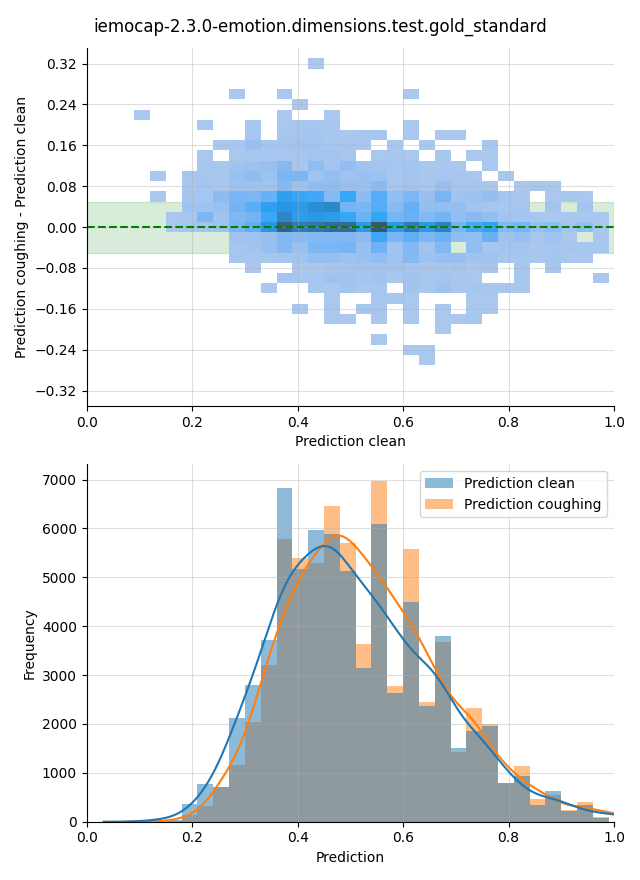 iemocap-2.3.0-emotion.dimensions.test.gold_standard
Prediction coughing - Prediction clean
0.32
0.24
0.16
0.08
0.00
−0.08
−0.16
−0.24
−0.32
0.0 0.2 0.4 0.6 0.8 1.0
Prediction clean
Frequency
7000
6000
5000
4000
3000
2000
1000
0
Prediction clean
Prediction coughing
0.0 0.2 0.4 0.6 0.8 1.0
Prediction